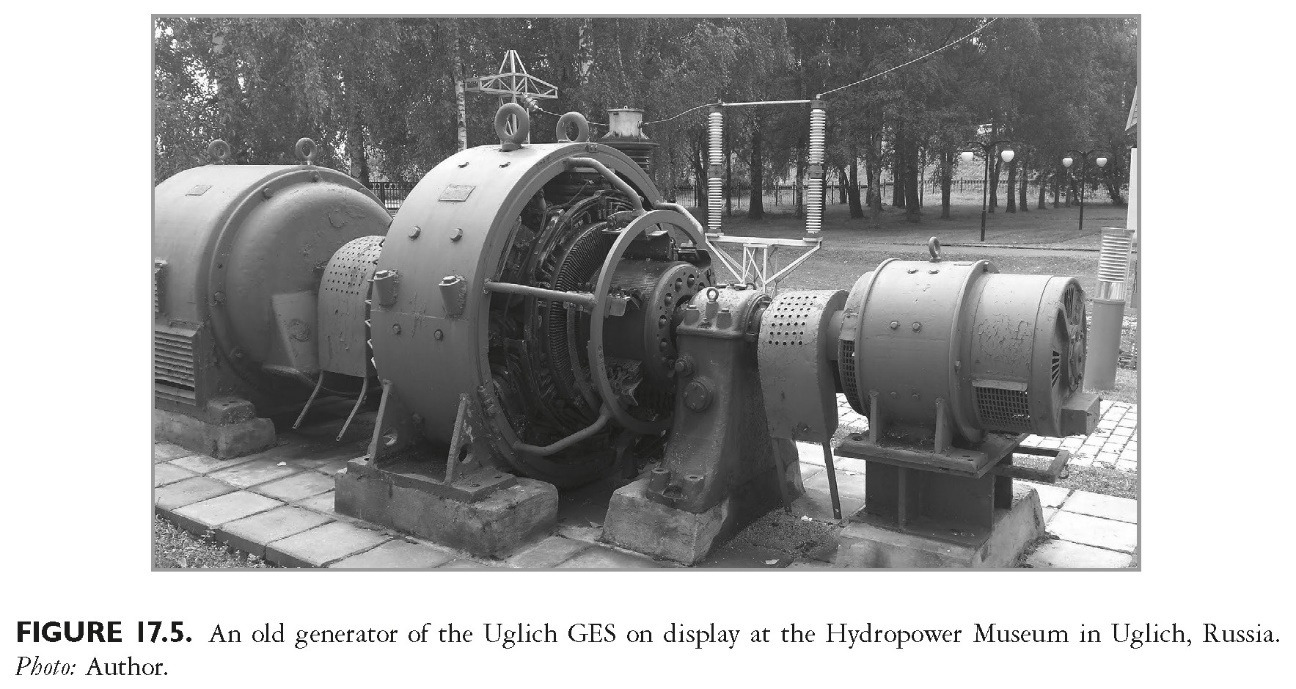 FIGURE 17.5. An old generator of the Uglich GES on display at the Hydropower Museum in Uglich, Russia.
Photo: Author.